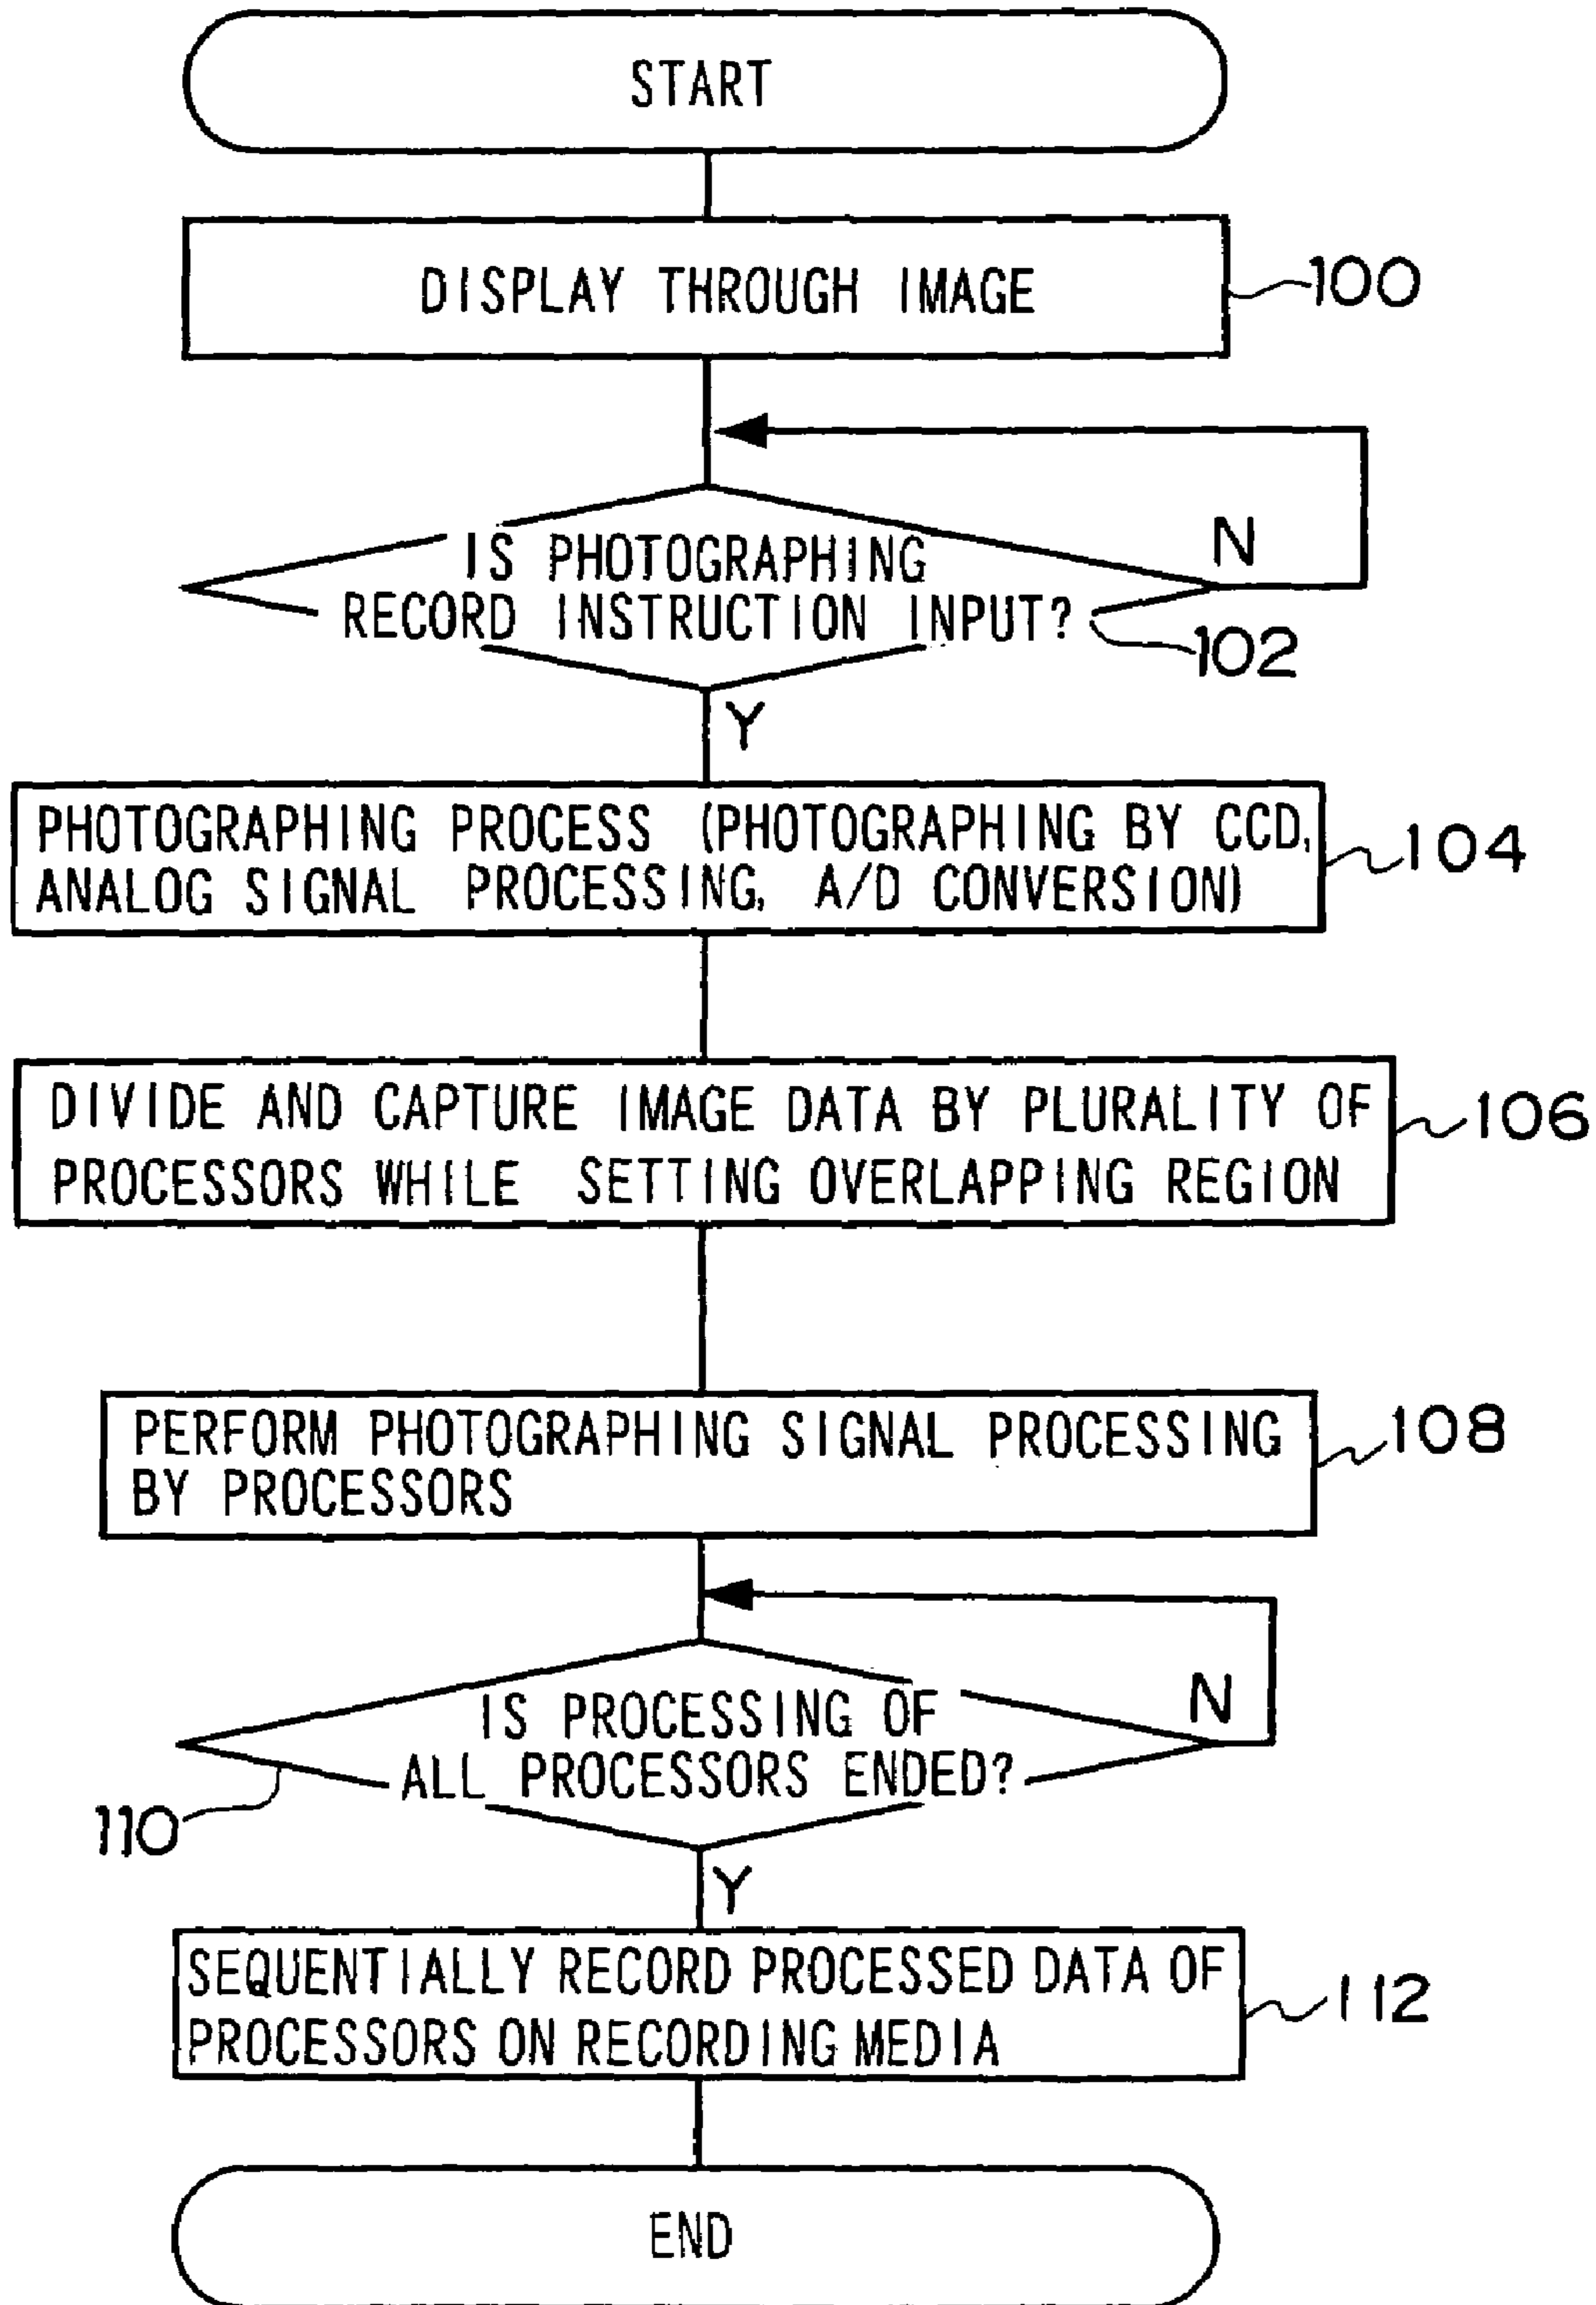 START
DISPLAY THROUGH IMAGE
100
IS PHOTOGRAPHING
RECORD INSTRUCTION INPUT?
N
102
Y
PHOTOGRAPHING PROCESS (PHOTOGRAPHING BY CCD,
ANALOG SIGNAL PROCESSING, A/D CONVERSION)
104
DIVIDE AND CAPTURE IMAGE DATA BY PLURALITY OF
PROCESSORS WHILE SETTING OVERLAPPING REGION
106
PERFORM PHOTOGRAPHING SIGNAL PROCESSING
BY PROCESSORS
108
IS PROCESSING OF
ALL PROCESSORS ENDED?
N
110
Y
SEQUENTIALLY RECORD PROCESSED DATA OF
PROCESSORS ON RECORDING MEDIA
112
END